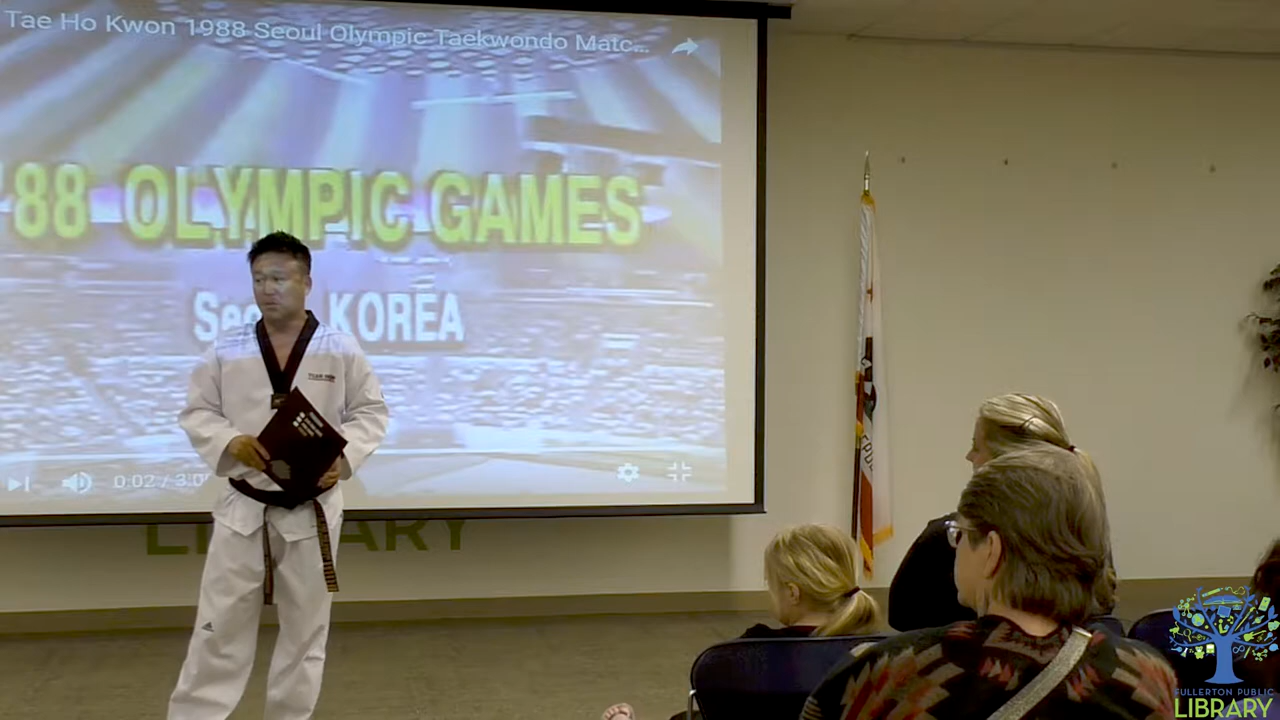 Tae Ho Kwon 1988 Seoul Olympic Taekwondo Matc...
'88 OLYMPIC GAMES
KOREA
0:02 / 3:0
LIBRARY
FULLERTON PUBLIC
LIBRARY